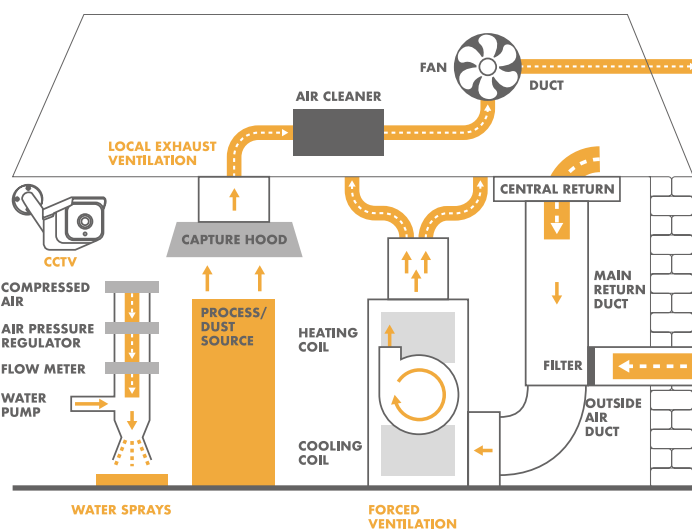 FAN
DUCT
AIR CLEANER
LOCAL EXHAUST
VENTILATION
CENTRAL RETURN
CAPTURE HOOD
CCTV
COMPRESSED
AIR
AIR PRESSURE
REGULATOR
FLOW METER
WATER
PUMP
WATER SPRAYS
PROCESS/
DUST
SOURCE
HEATING
COIL
COOLING
COIL
FORCED
VENTILATION
MAIN
RETURN
DUCT
FILTER
OUTSIDE
AIR
DUCT